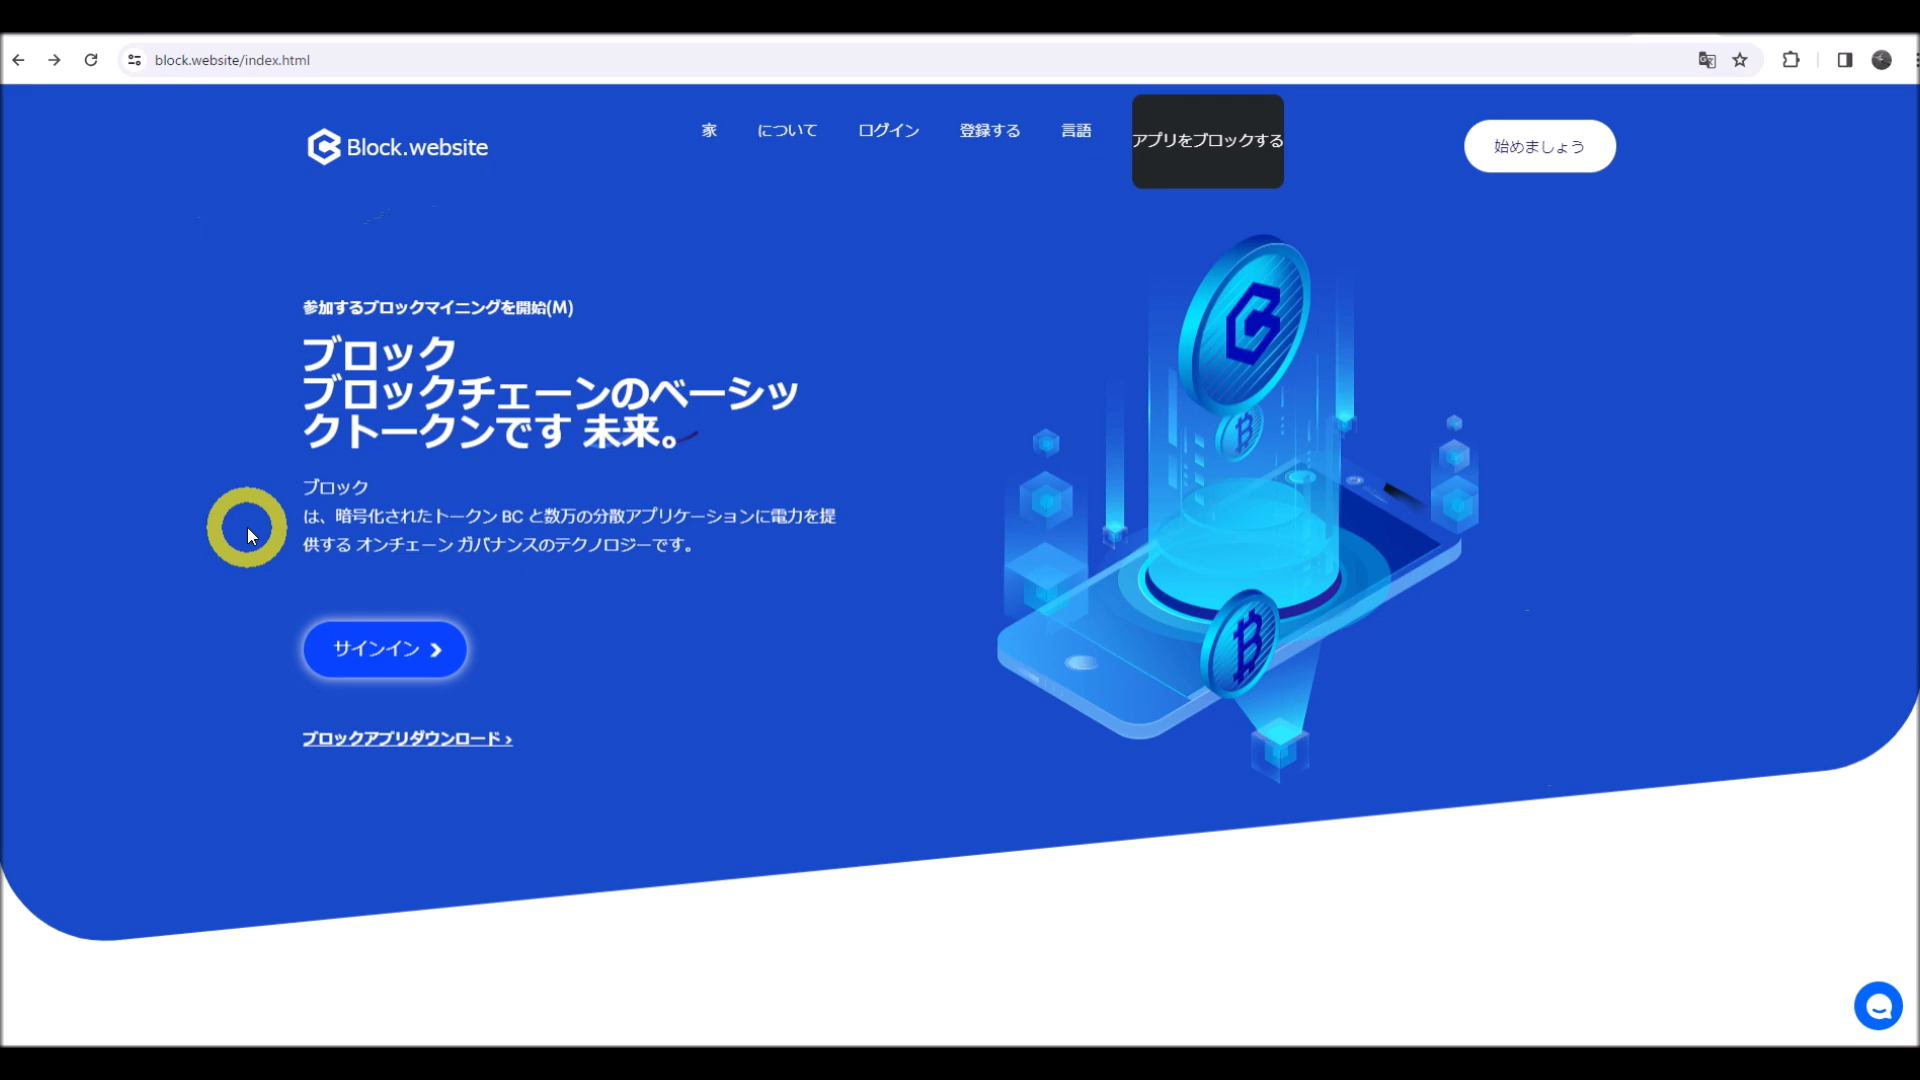 block.website/index.html
Block.website
家 について ログイン 登録する 言語 アプリをブロックする 始めましょう
参加するブロックマイニングを開始(M)
ブロック
ブロックチェーンのベーシッ
クトークンです 未来。
ブロック
は、暗号化されたトークン BC と数万の分散アプリケーションに電力を提
供する オンチェーン ガバナンスのテクノロジーです。
サインイン
ブロックアプリダウンロード ›